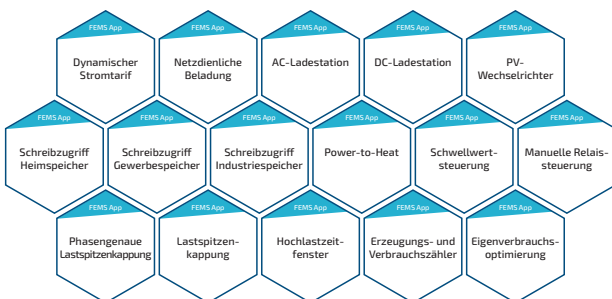 FEMS App
Dynamischer
Stromtarif
FEMS App
Netzdienliche
Beladung
FEMS App
AC-Ladestation
FEMS App
DC-Ladestation
FEMS App
PV-
Wechselrichter
FEMS App
Schreibzugriff
Heimspeicher
FEMS App
Schreibzugriff
Gewerbespeicher
FEMS App
Schreibzugriff
Industriespeicher
FEMS App
Power-to-Heat
FEMS App
Schwellwert-
steuerung
FEMS App
Manuelle Relais-
steuerung
FEMS App
Phasengenaue
Lastspitzenkappung
FEMS App
Lastspitzen-
kappung
FEMS App
Hochlastzeit-
fenster
FEMS App
Erzeugungs- und
Verbrauchszähler
FEMS App
Eigenverbrauchs-
optimierung